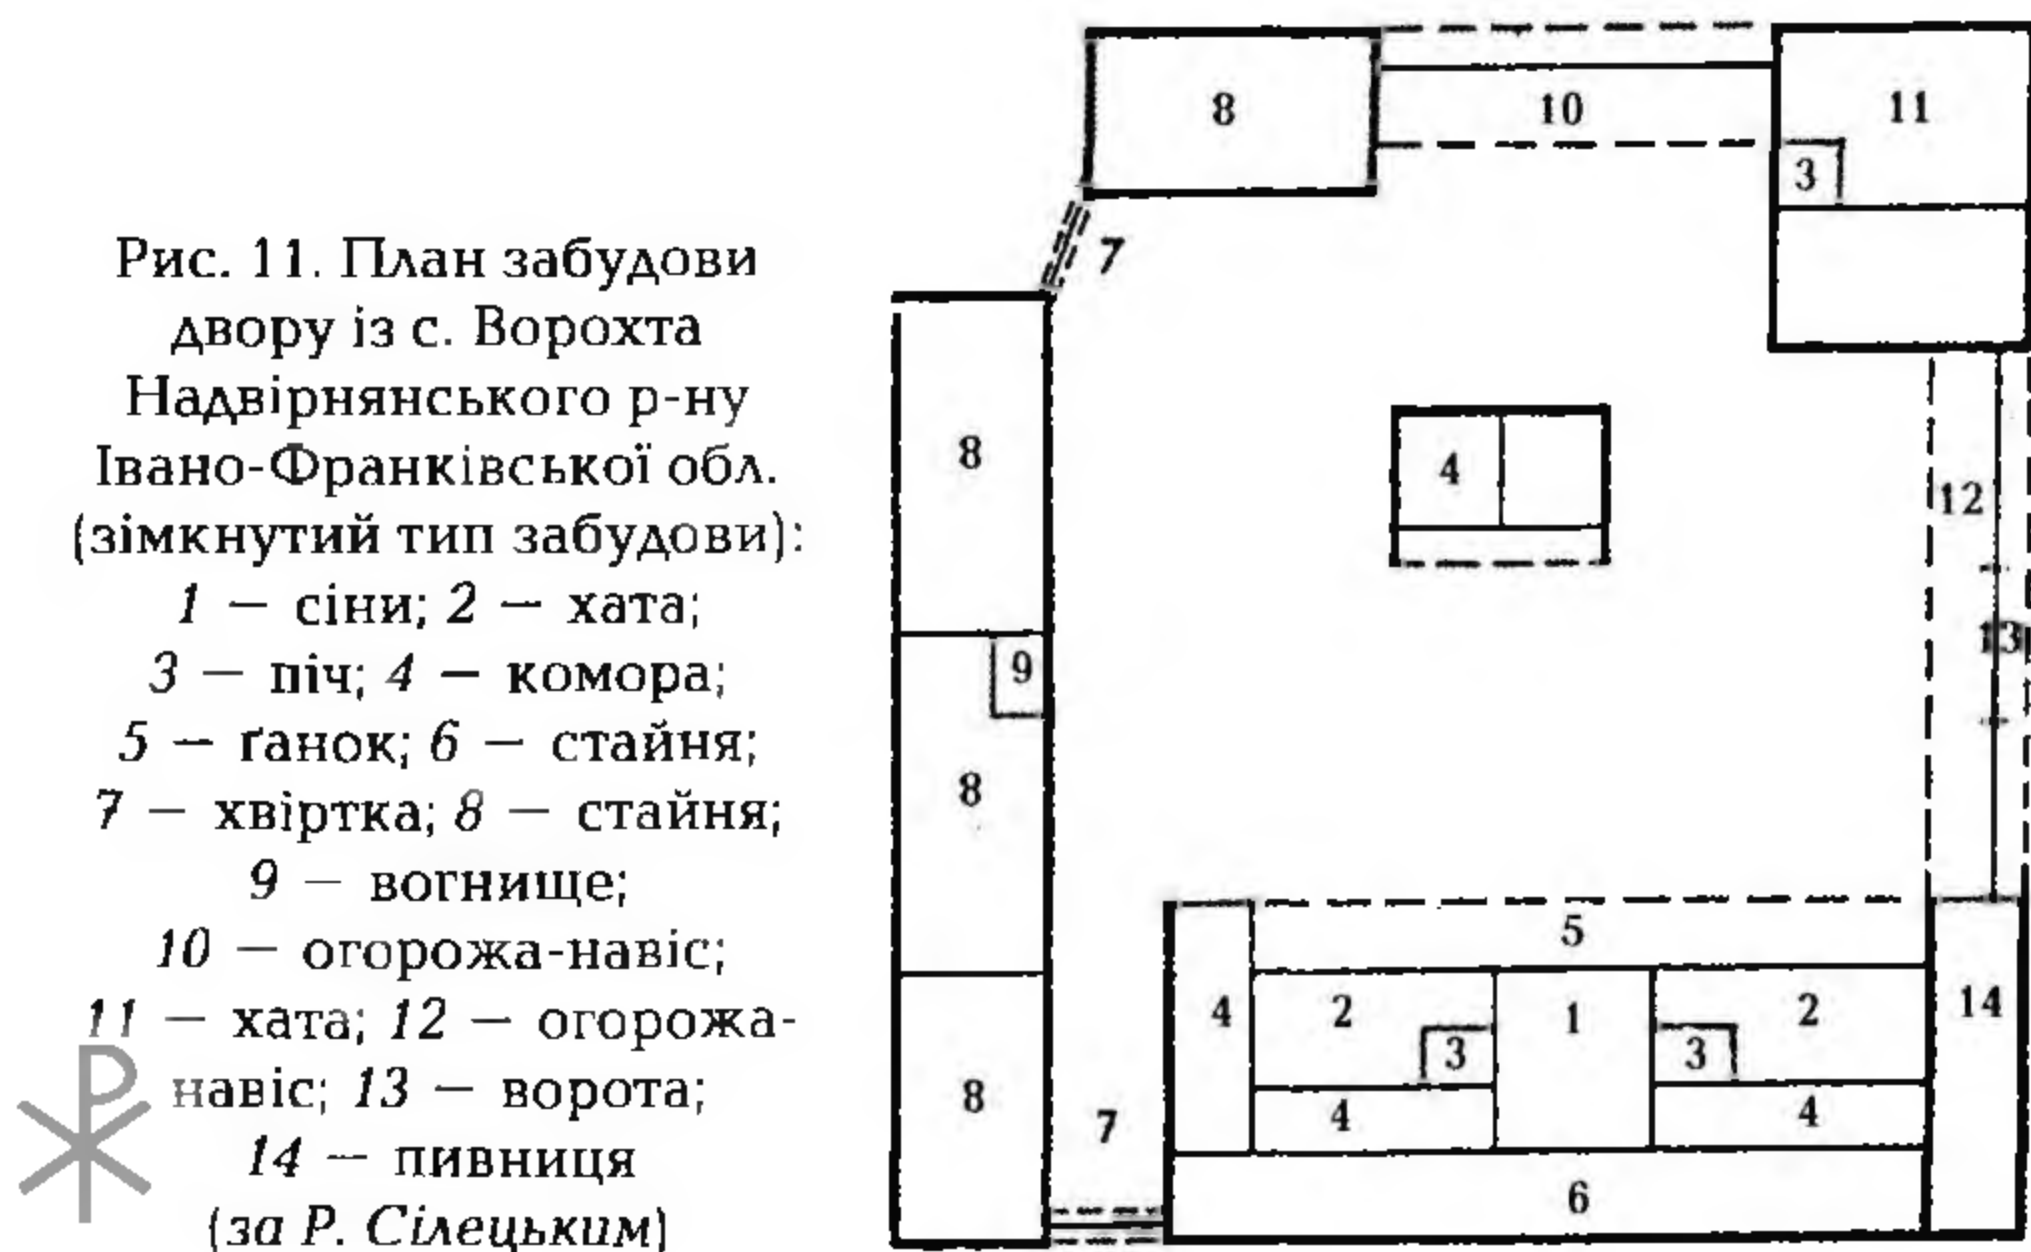 Рис. 11. План забудови
двору із с. Ворохта
Надвірнянського р-ну
Івано-Франківської обл.
(зімкнутий тип забудови):
1 — сіни; 2 — хата;
3 — піч; 4 — комора;
5 — ґанок; 6 — стайня;
7 — хвіртка; 8 — стайня;
9 — вогнище;
10 — огорожа-навіс;
11 — хата; 12 — огорожа-
навіс; 13 — ворота;
14 — пивниця
(за Р. Сілецьким)
8 10 11
3
7
8 4 12
9 13
8
5
4 2 1 2 14
3 3
8 7 4 4
6